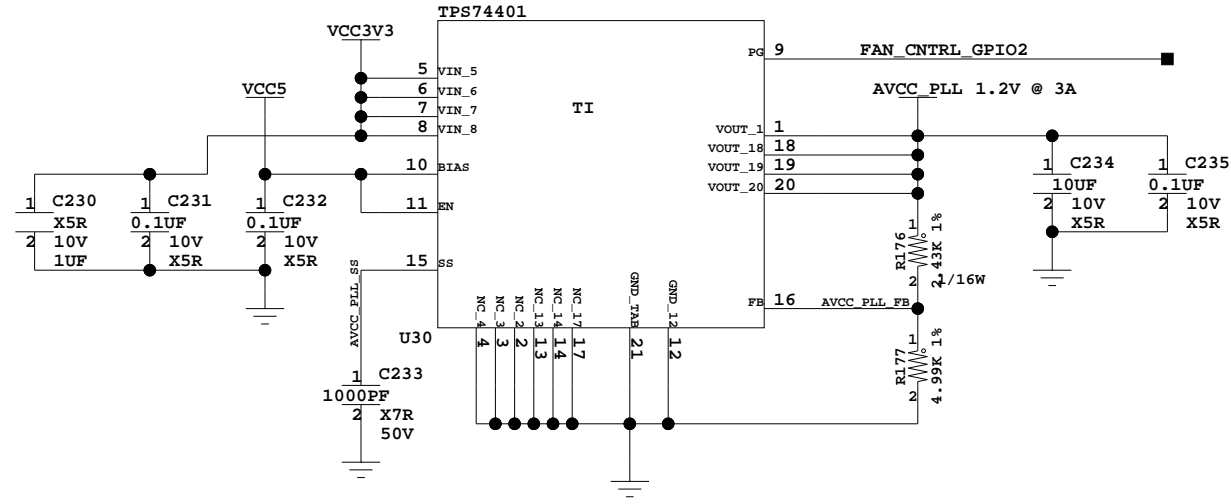 TPS74401
VCC3V3
VCC5
TI
U30
5 VIN_5
6 VIN_6
7 VIN_7
8 VIN_8
10 BIAS
11 EN
15 SS
PG 9 FAN_CNTRL_GPIO2
AVCC_PLL 1.2V @ 3A
VOUT_1 1
VOUT_18 18
VOUT_19 19
VOUT_20 20
FB 16 AVCC_PLL_FB
NC_4 4
NC_3 3
NC_2 2
NC_13 13
NC_14 14
NC_17 17
GND_TAB 21
GND_12 12
1 C230
X5R
2 10V
1UF
1 C231
0.1UF
2 10V
X5R
1 C232
0.1UF
2 10V
X5R
AVCC_PLL_SS
1 C233
1000PF
2 X7R
50V
1 C234
10UF
2 10V
X5R
1 C235
0.1UF
2 10V
X5R
1
R176
2.43K 1%
2 1/16W
1
R177
4.99K 1%
2